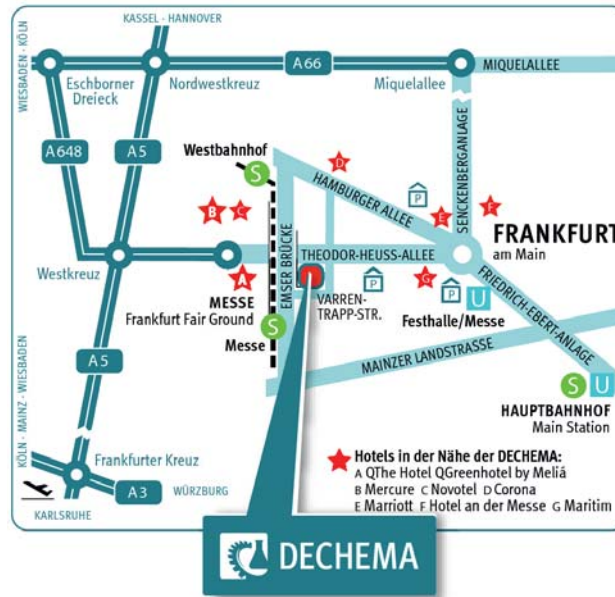 KASSEL - HANNOVER
WIESBADEN - KÖLN
A66
MIQUELALLEE
Eschborner
Dreieck
Nordwestkreuz
Miquelallee
A648
A5
Westbahnhof
S
D
HAMBURGER ALLEE
SENCKENBERGANLAGE
P
B
C
E
F
FRANKFURT
am Main
THEODOR-HEUSS-ALLEE
EMSER BRÜCKE
Westkreuz
A
P
G
P
U
FRIEDRICH-EBERT-ANLAGE
MESSE
Frankfurt Fair Ground
VARREN-
TRAPP-STR.
Festhalle/Messe
S
Messe
MAINZER LANDSTRASSE
A5
S
U
HAUPTBAHNHOF
Main Station
KÖLN - MAINZ - WIESBADEN
Frankfurter Kreuz
A3
WÜRZBURG
KARLSRUHE
Hotels in der Nähe der DECHEMA:
A QThe Hotel QGreenhotel by Meliá
B Mercure C Novotel D Corona
E Marriott F Hotel an der Messe G Maritim
DECHEMA